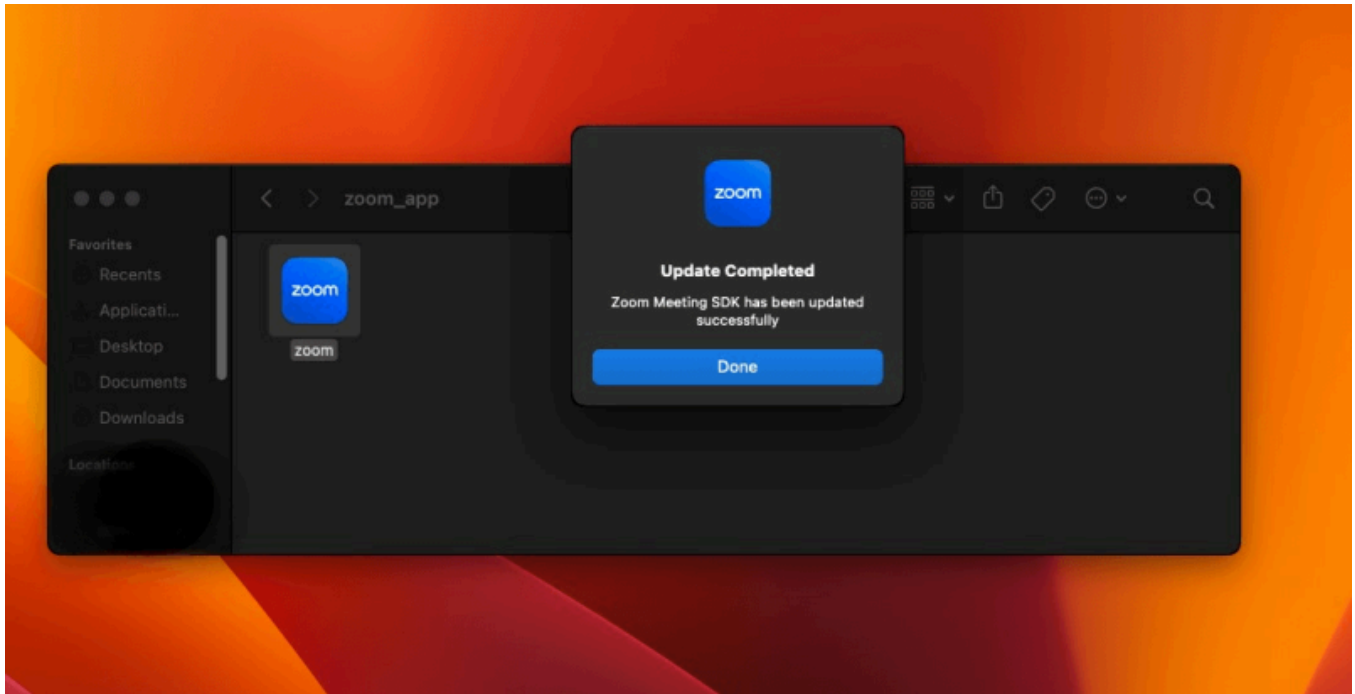 zoom_app
Favorites
Recents
Applicati...
Desktop
Documents
Downloads
Locations
zoom
zoom
zoom
Update Completed
Zoom Meeting SDK has been updated
successfully
Done